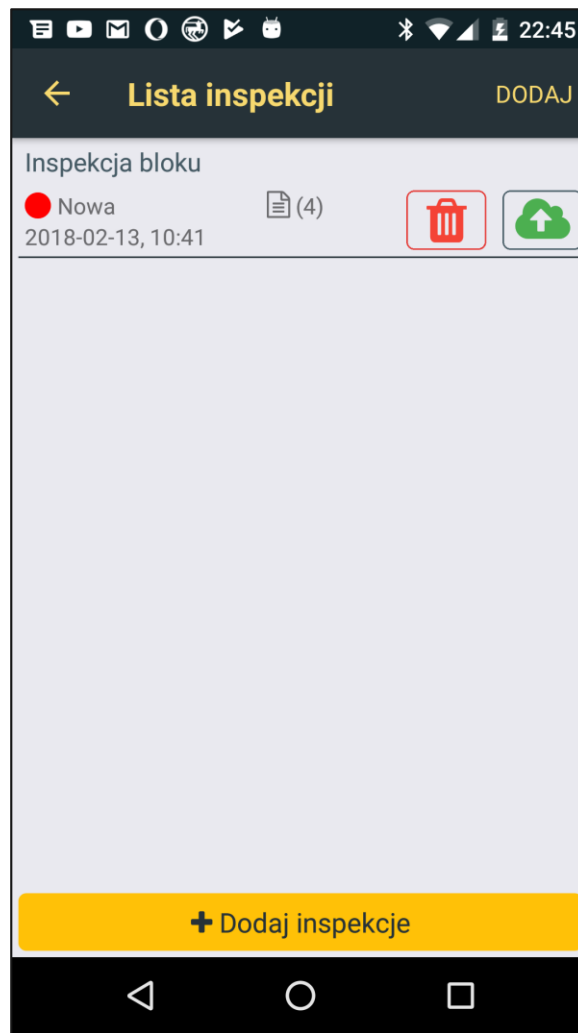 22:45
Lista inspekcji
DODAJ
Inspekcja bloku
Nowa
(4)
2018-02-13, 10:41
Dodaj inspekcje